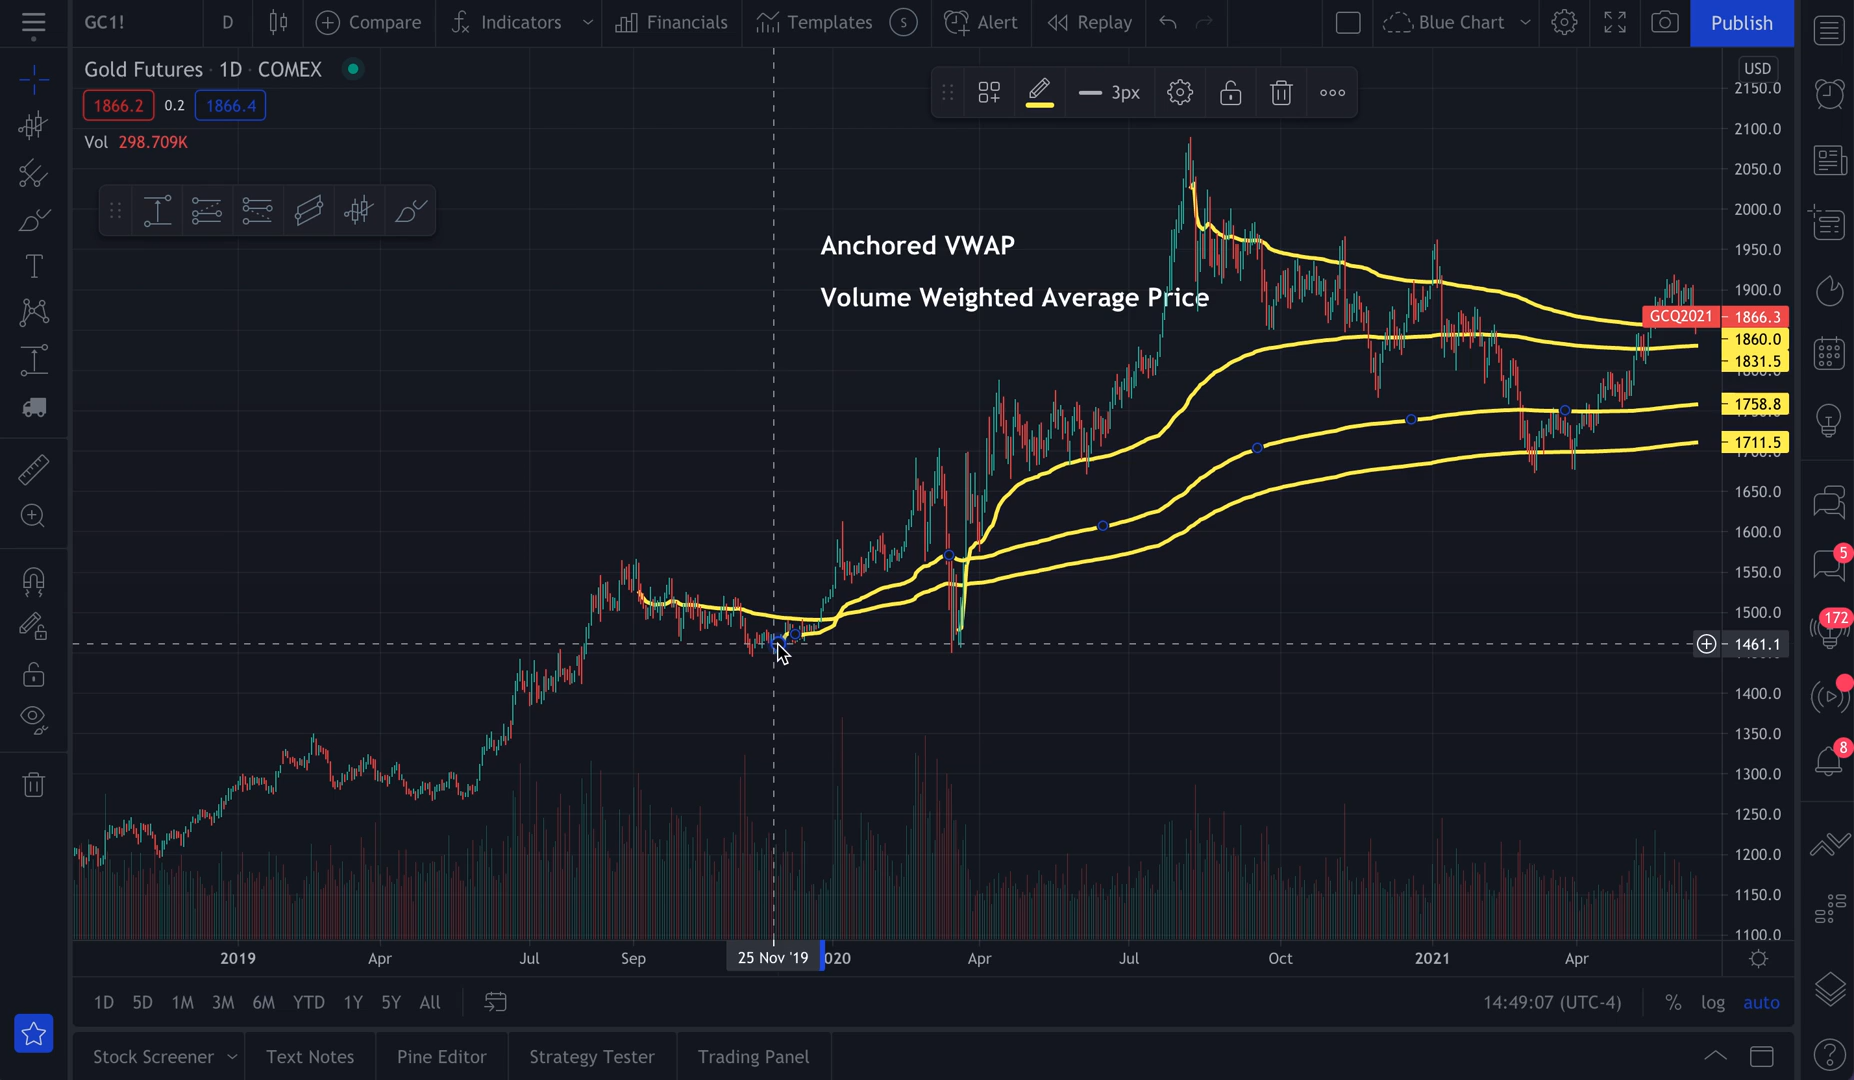 GC1!
D
Compare
Indicators
Financials
Templates
S
Alert
Replay
Blue Chart
Publish
Gold Futures · 1D · COMEX
1866.2 0.2 1866.4
Vol 298.709K
3px
Anchored VWAP
Volume Weighted Average Price
USD
2150.0
2100.0
2050.0
2000.0
1950.0
1900.0
GCQ2021 1866.3
1860.0
1831.5
1758.8
1711.5
1650.0
1600.0
1550.0
1500.0
1461.1
1400.0
1350.0
1300.0
1250.0
1200.0
1150.0
1100.0
5
172
8
2019 Apr Jul Sep 25 Nov '19 020 Apr Jul Oct 2021 Apr
1D 5D 1M 3M 6M YTD 1Y 5Y All
14:49:07 (UTC-4) % log auto
Stock Screener Text Notes Pine Editor Strategy Tester Trading Panel